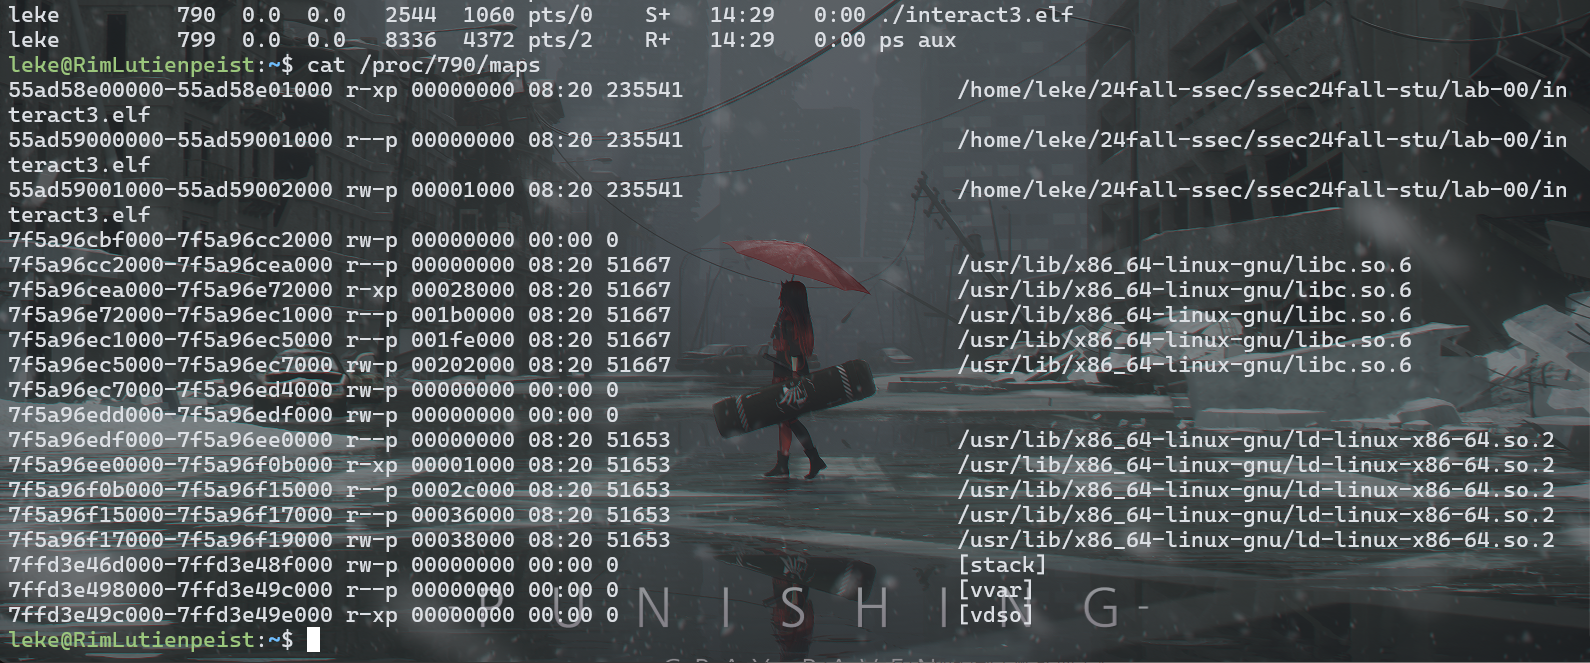 leke         790  0.0  0.0   2544  1060 pts/0    S+   14:29   0:00 ./interact3.elf
leke         799  0.0  0.0   8336  4372 pts/2    R+   14:29   0:00 ps aux
leke@RimLutienpeist:~$ cat /proc/790/maps
55ad58e00000-55ad58e01000 r-xp 00000000 08:20 235541                     /home/leke/24fall-ssec/ssec24fall-stu/lab-00/in
teract3.elf
55ad59000000-55ad59001000 r--p 00000000 08:20 235541                     /home/leke/24fall-ssec/ssec24fall-stu/lab-00/in
teract3.elf
55ad59001000-55ad59002000 rw-p 00001000 08:20 235541                     /home/leke/24fall-ssec/ssec24fall-stu/lab-00/in
teract3.elf
7f5a96cbf000-7f5a96cc2000 rw-p 00000000 00:00 0
7f5a96cc2000-7f5a96cea000 r--p 00000000 08:20 51667                      /usr/lib/x86_64-linux-gnu/libc.so.6
7f5a96cea000-7f5a96e72000 r-xp 00028000 08:20 51667                      /usr/lib/x86_64-linux-gnu/libc.so.6
7f5a96e72000-7f5a96ec1000 r--p 001b0000 08:20 51667                      /usr/lib/x86_64-linux-gnu/libc.so.6
7f5a96ec1000-7f5a96ec5000 r--p 001fe000 08:20 51667                      /usr/lib/x86_64-linux-gnu/libc.so.6
7f5a96ec5000-7f5a96ec7000 rw-p 00202000 08:20 51667                      /usr/lib/x86_64-linux-gnu/libc.so.6
7f5a96ec7000-7f5a96ed4000 rw-p 00000000 00:00 0
7f5a96edd000-7f5a96edf000 rw-p 00000000 00:00 0
7f5a96edf000-7f5a96ee0000 r--p 00000000 08:20 51653                      /usr/lib/x86_64-linux-gnu/ld-linux-x86-64.so.2
7f5a96ee0000-7f5a96f0b000 r-xp 00001000 08:20 51653                      /usr/lib/x86_64-linux-gnu/ld-linux-x86-64.so.2
7f5a96f0b000-7f5a96f15000 r--p 0002c000 08:20 51653                      /usr/lib/x86_64-linux-gnu/ld-linux-x86-64.so.2
7f5a96f15000-7f5a96f17000 r--p 00036000 08:20 51653                      /usr/lib/x86_64-linux-gnu/ld-linux-x86-64.so.2
7f5a96f17000-7f5a96f19000 rw-p 00038000 08:20 51653                      /usr/lib/x86_64-linux-gnu/ld-linux-x86-64.so.2
7ffd3e46d000-7ffd3e48f000 rw-p 00000000 00:00 0                          [stack]
7ffd3e498000-7ffd3e49c000 r--p 00000000 00:00 0                          [vvar]
7ffd3e49c000-7ffd3e49e000 r-xp 00000000 00:00 0                          [vdso]
leke@RimLutienpeist:~$
PUNISHING-